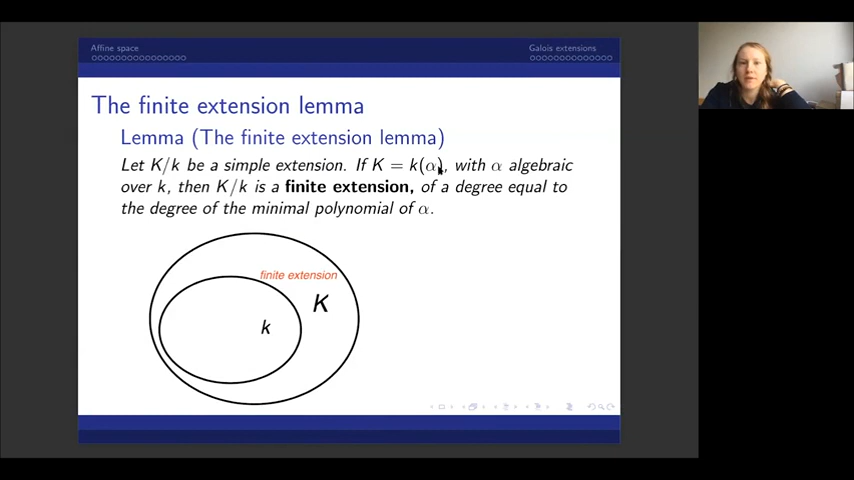 Affine space
Galois extensions
The finite extension lemma
Lemma (The finite extension lemma)
Let K/k be a simple extension. If K = k(α), with α algebraic
over k, then K/k is a finite extension, of a degree equal to
the degree of the minimal polynomial of α.
finite extension
K
k